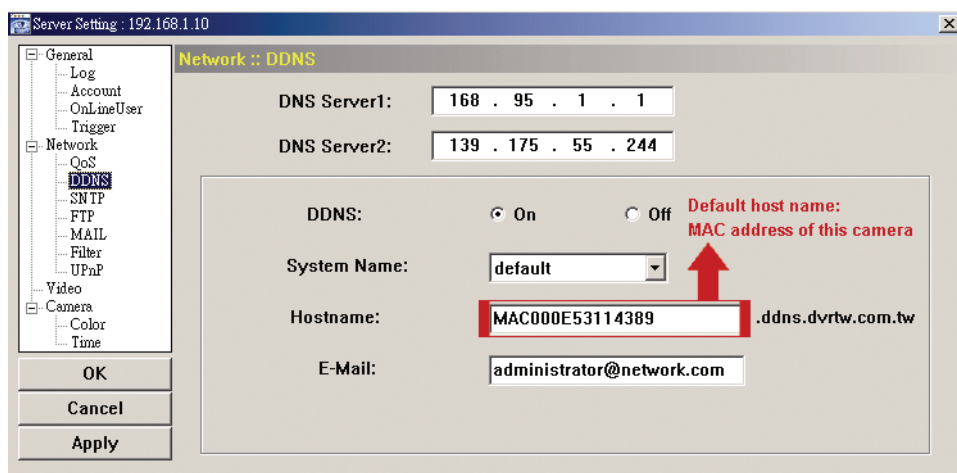 Server Setting : 192.168.1.10
General
Log
Account
OnLineUser
Trigger
Network
QoS
DDNS
SNTP
FTP
MAIL
Filter
UPnP
Video
Camera
Color
Time
OK
Cancel
Apply
Network :: DDNS
DNS Server1: 168 . 95 . 1 . 1
DNS Server2: 139 . 175 . 55 . 244
DDNS: On Off
Default host name:
MAC address of this camera
System Name: default
Hostname: MAC000E53114389 .ddns.dvrtw.com.tw
E-Mail: administrator@network.com